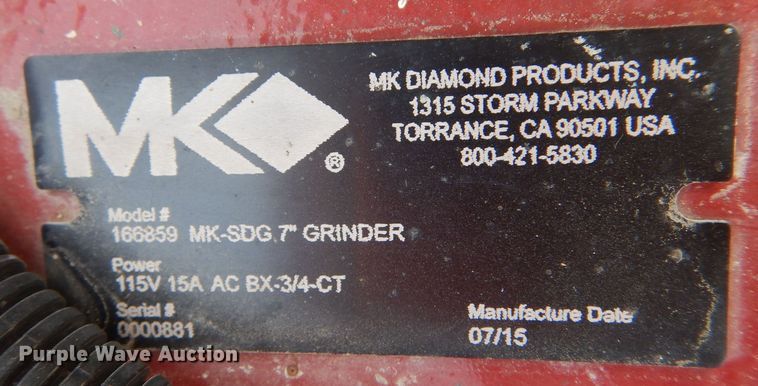 MK
®
MK DIAMOND PRODUCTS, INC.
1315 STORM PARKWAY
TORRANCE, CA 90501 USA
800-421-5830
Model #
166859 MK-SDG 7" GRINDER
Power
115V 15A AC BX-3/4-CT
Serial #
0000881
Manufacture Date
07/15
Purple Wave Auction